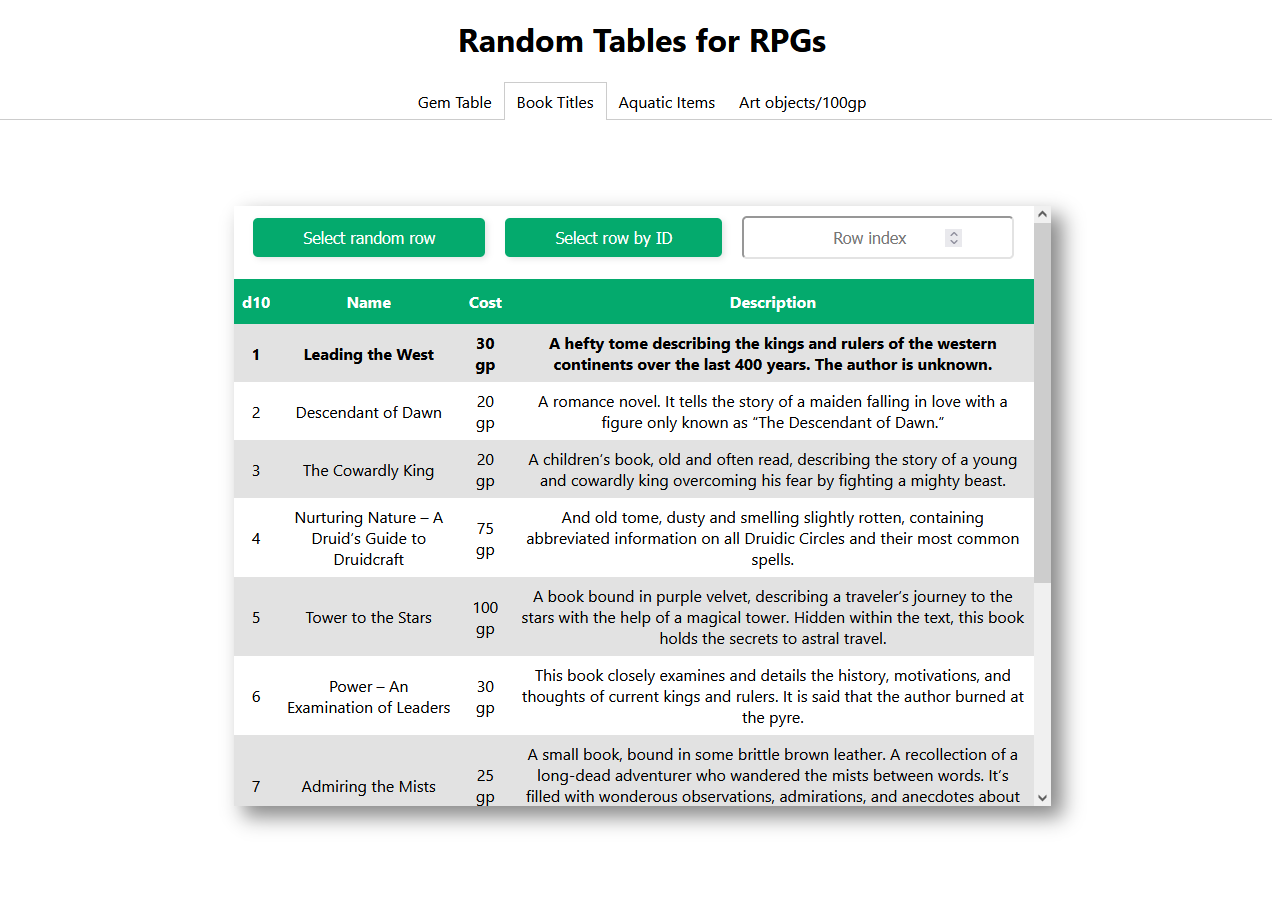 Random Tables for RPGs
Gem Table Book Titles Aquatic Items Art objects/100gp
Select random row Select row by ID Row index
d10 Name Cost Description
1 Leading the West 30 gp A hefty tome describing the kings and rulers of the western
continents over the last 400 years. The author is unknown.
2 Descendant of Dawn 20 gp A romance novel. It tells the story of a maiden falling in love with a
figure only known as “The Descendant of Dawn.”
3 The Cowardly King 20 gp A children’s book, old and often read, describing the story of a young
and cowardly king overcoming his fear by fighting a mighty beast.
4 Nurturing Nature – A Druid’s Guide to Druidcraft 75 gp And old tome, dusty and smelling slightly rotten, containing
abbreviated information on all Druidic Circles and their most common
spells.
5 Tower to the Stars 100 gp A book bound in purple velvet, describing a traveler’s journey to the
stars with the help of a magical tower. Hidden within the text, this book
holds the secrets to astral travel.
6 Power – An Examination of Leaders 30 gp This book closely examines and details the history, motivations, and
thoughts of current kings and rulers. It is said that the author burned at
the pyre.
7 Admiring the Mists 25 gp A small book, bound in some brittle brown leather. A recollection of a
long-dead adventurer who wandered the mists between words. It’s
filled with wonderous observations, admirations, and anecdotes about